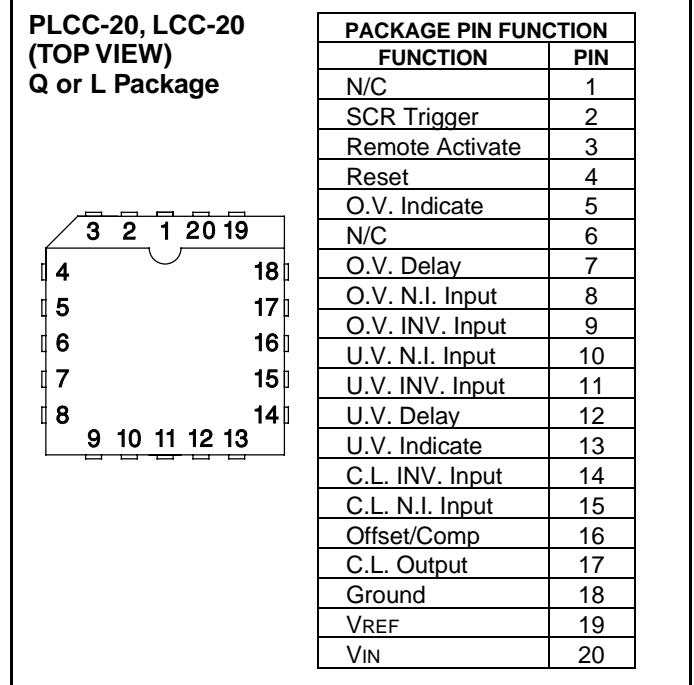 PLCC-20, LCC-20
(TOP VIEW)
Q or L Package
3 2 1 20 19
4 18
5 17
6 16
7 15
8 14
9 10 11 12 13
PACKAGE PIN FUNCTION
FUNCTION PIN
N/C 1
SCR Trigger 2
Remote Activate 3
Reset 4
O.V. Indicate 5
N/C 6
O.V. Delay 7
O.V. N.I. Input 8
O.V. INV. Input 9
U.V. N.I. Input 10
U.V. INV. Input 11
U.V. Delay 12
U.V. Indicate 13
C.L. INV. Input 14
C.L. N.I. Input 15
Offset/Comp 16
C.L. Output 17
Ground 18
VREF 19
VIN 20